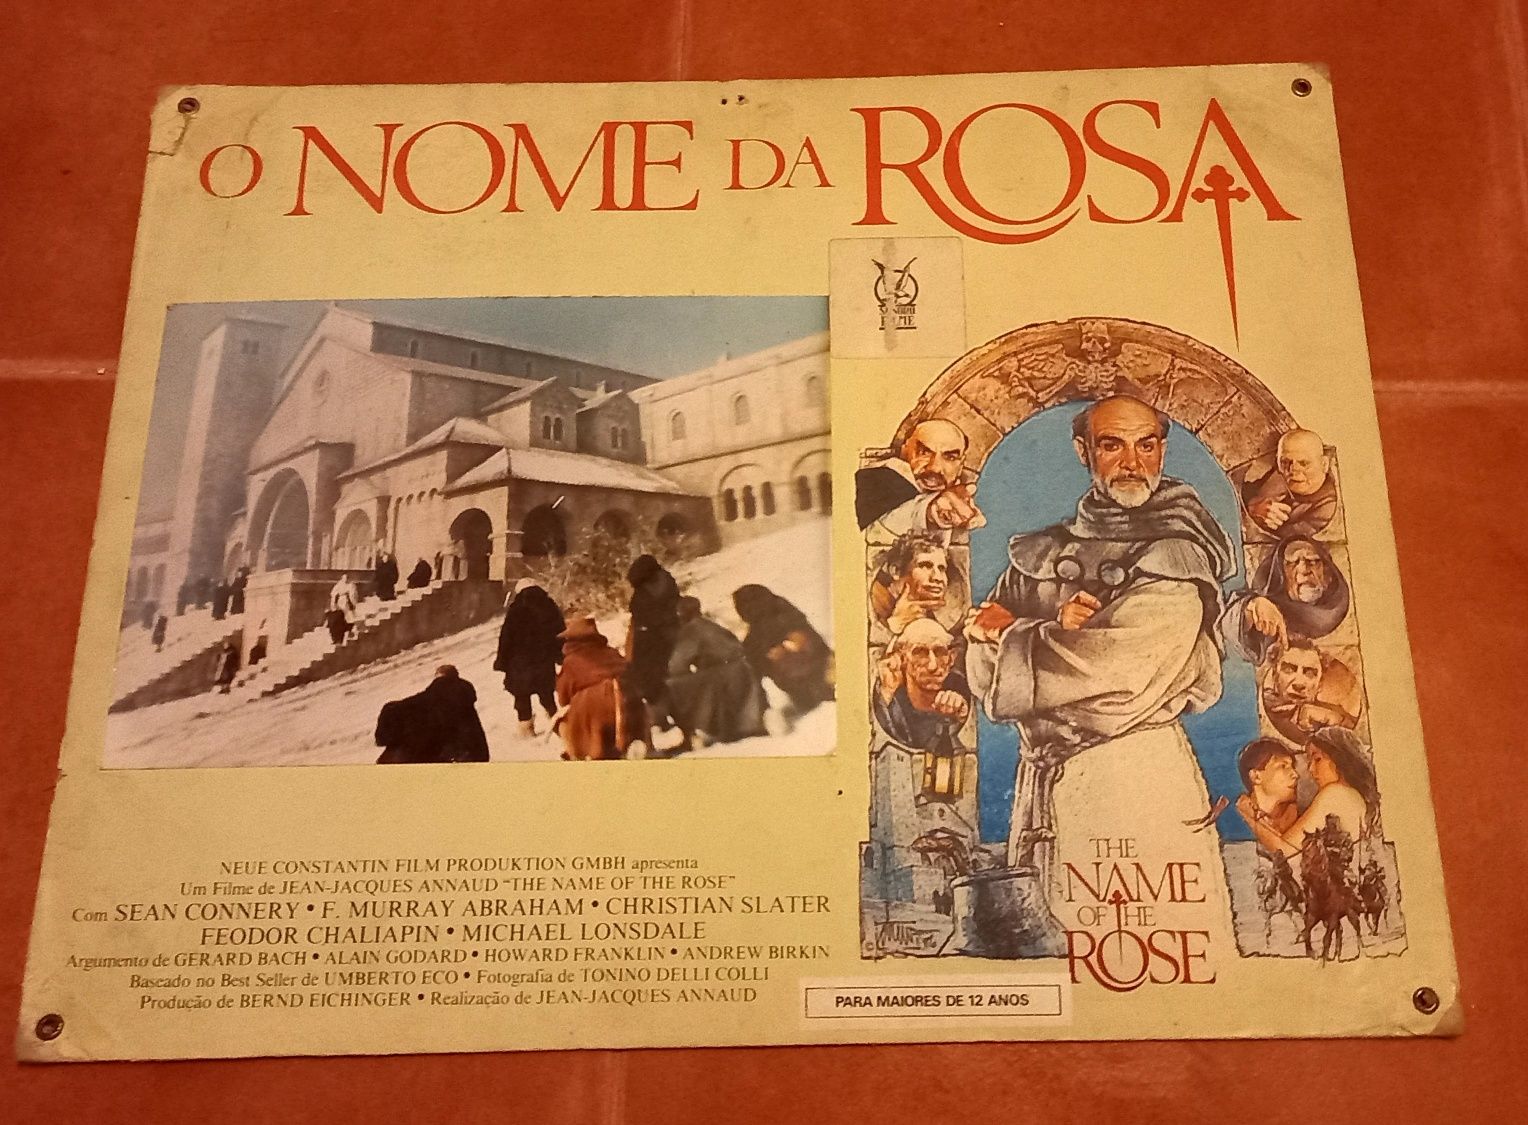 O NOME DA ROSA
FILME
NEUE CONSTANTIN FILM PRODUKTION GMBH apresenta
Um Filme de JEAN-JACQUES ANNAUD "THE NAME OF THE ROSE"
Com SEAN CONNERY • F. MURRAY ABRAHAM • CHRISTIAN SLATER
FEODOR CHALIAPIN • MICHAEL LONSDALE
Argumento de GERARD BACH • ALAIN GODARD • HOWARD FRANKLIN • ANDREW BIRKIN
Baseado no Best Seller de UMBERTO ECO • Fotografia de TONINO DELLI COLLI
Produção de BERND EICHINGER • Realização de JEAN-JACQUES ANNAUD
THE
NAME
OF THE
ROSE
PARA MAIORES DE 12 ANOS